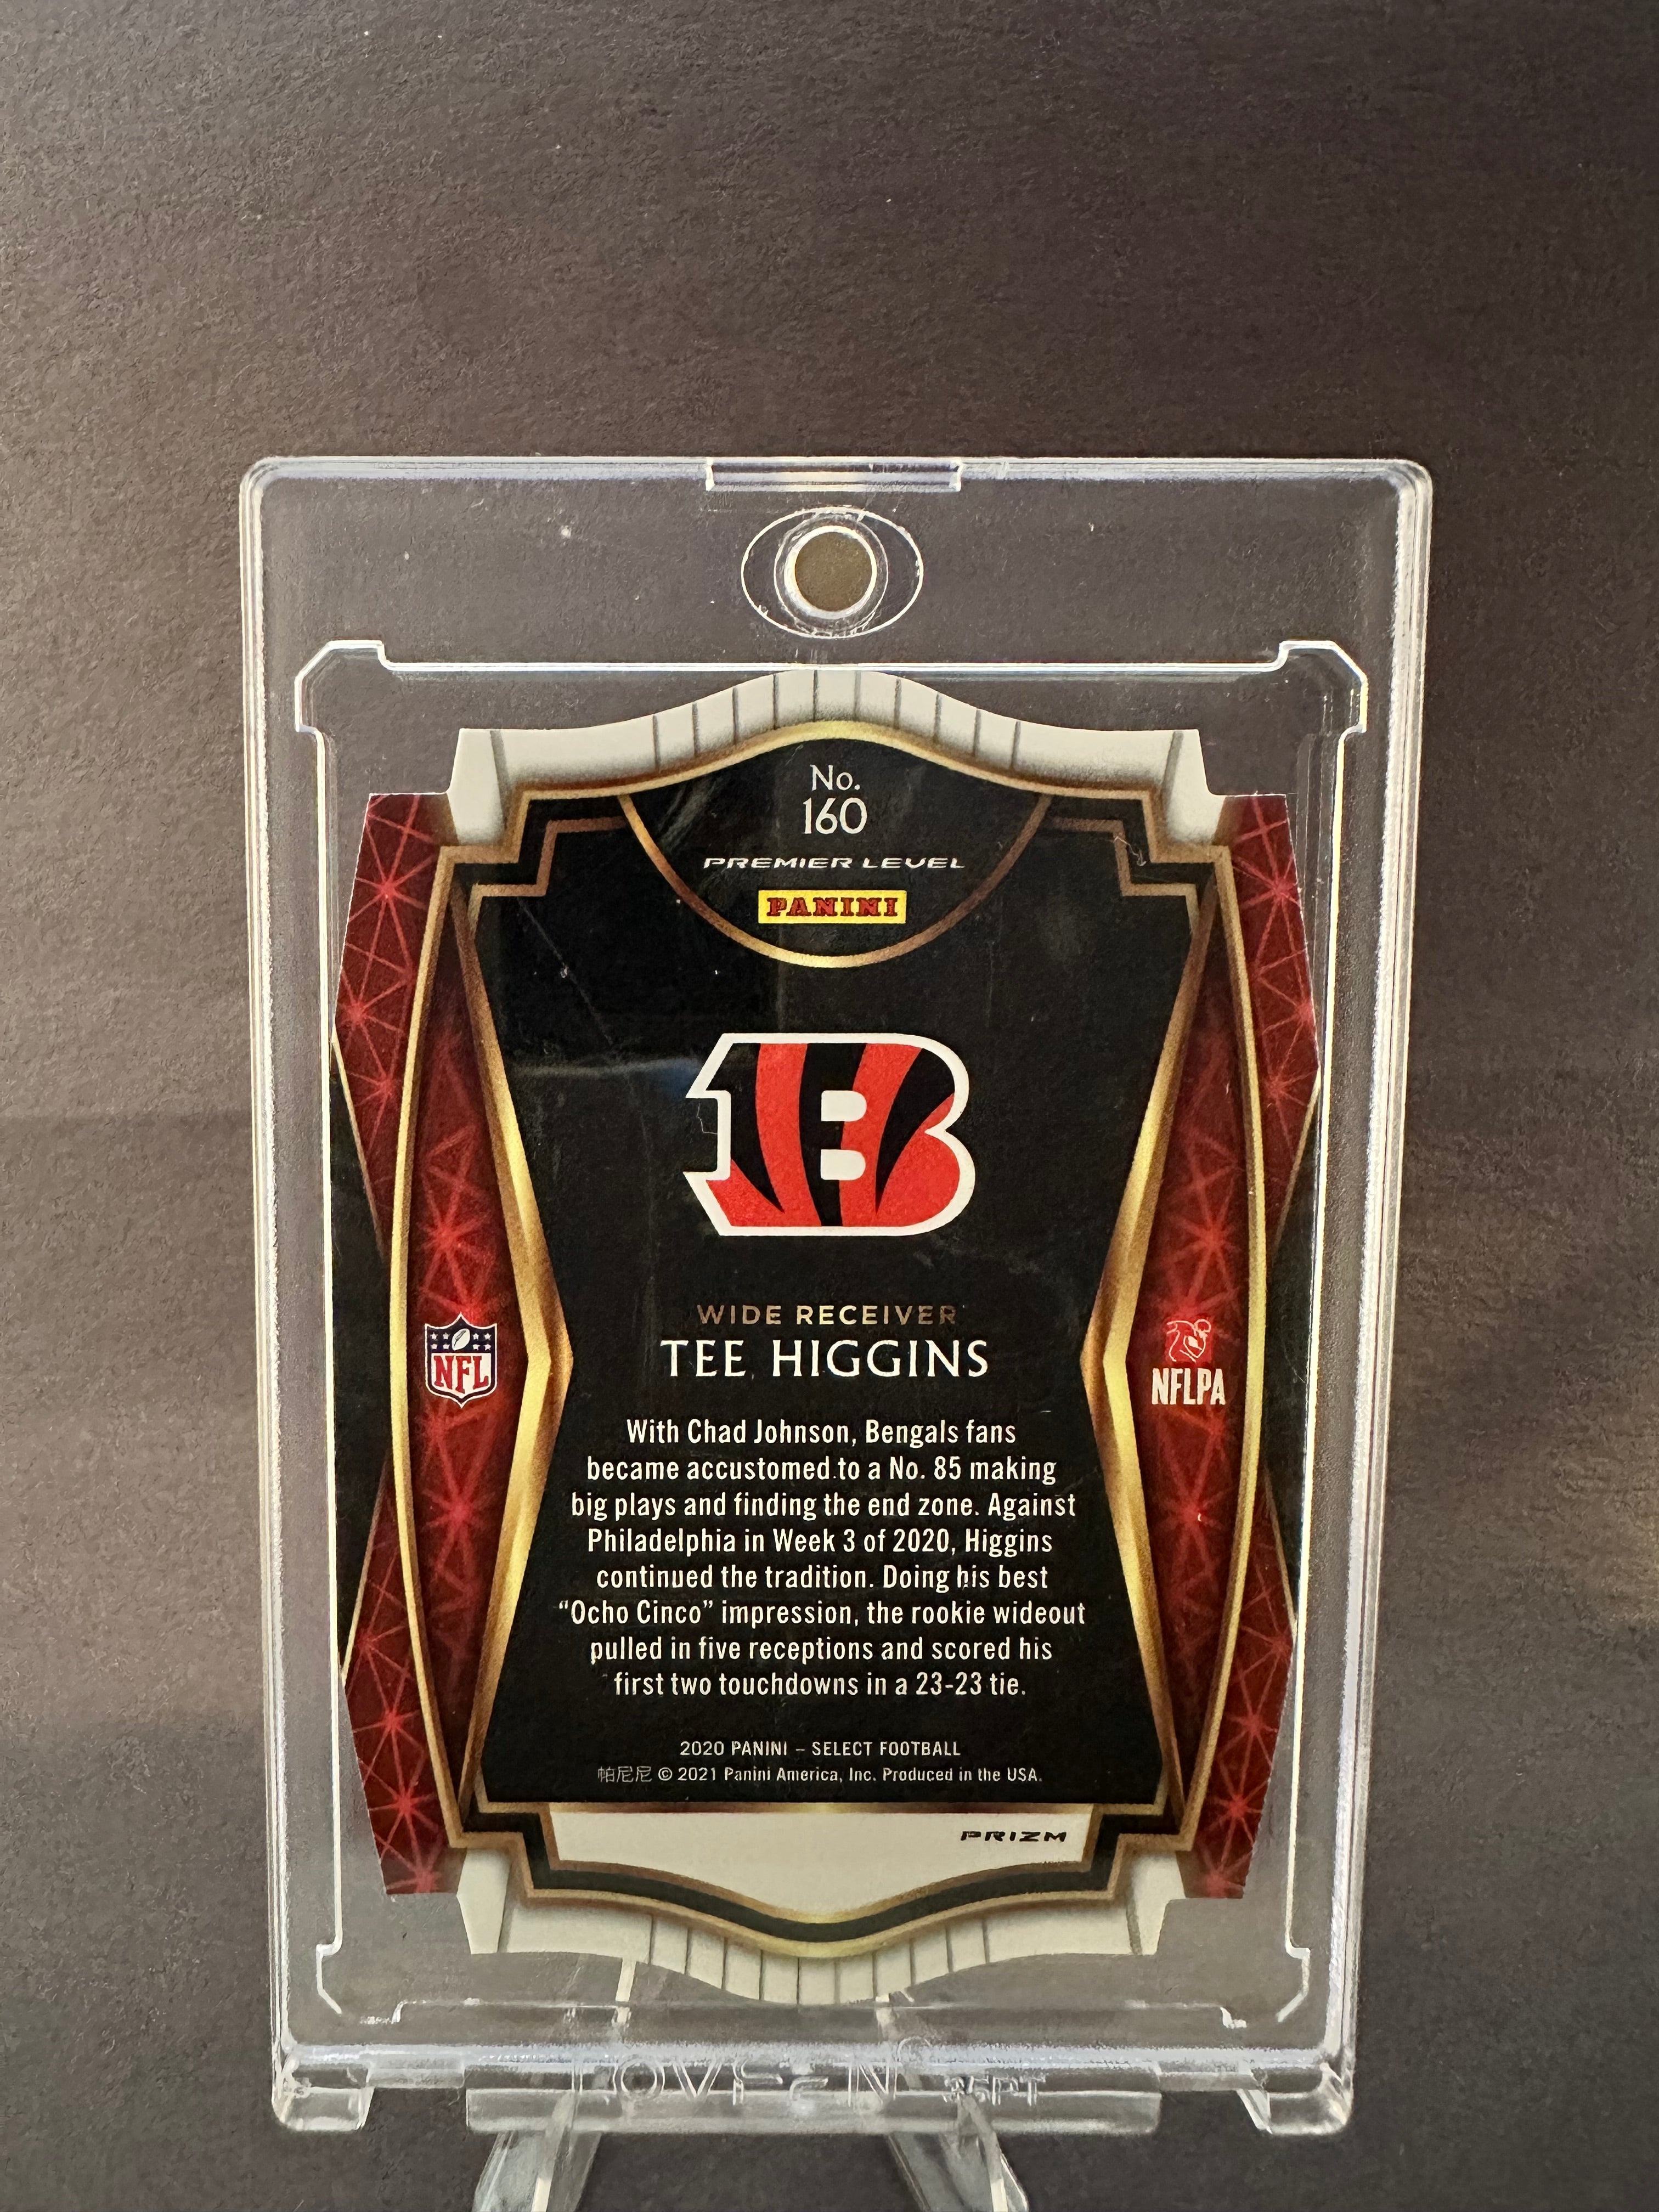 No.
160
PREMIER LEVEL
PANINI
B
WIDE RECEIVER
TEE HIGGINS
NFL
NFLPA
With Chad Johnson, Bengals fans
became accustomed to a No. 85 making
big plays and finding the end zone. Against
Philadelphia in Week 3 of 2020, Higgins
continued the tradition. Doing his best
“Ocho Cinco” impression, the rookie wideout
pulled in five receptions and scored his
first two touchdowns in a 23-23 tie.
2020 PANINI – SELECT FOOTBALL
帕尼尼 © 2021 Panini America, Inc. Produced in the USA.
PRIZM